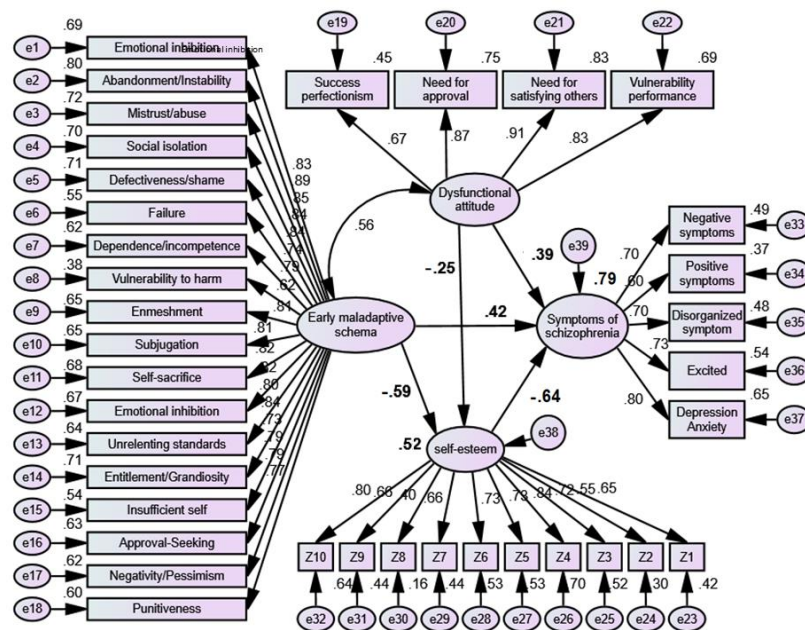 e19
e20
e21
e22
.45
.75
.83
.69
Success
perfectionism
Need for
approval
Need for
satisfying others
Vulnerability
performance
.67
.87
.91
.83
Dysfunctional
attitude
.56
e1
.69
Emotional inhibition
Emotional inhibition
e2
.80
Abandonment/Instability
e3
.72
Mistrust/abuse
e4
.70
Social isolation
e5
.71
Defectiveness/shame
e6
.55
Failure
e7
.62
Dependence/incompetence
e8
.38
Vulnerability to harm
e9
.65
Enmeshment
e10
.65
Subjugation
e11
.68
Self-sacrifice
e12
.67
Emotional inhibition
e13
.64
Unrelenting standards
e14
.71
Entitlement/Grandiosity
e15
.54
Insufficient self
e16
.63
Approval-Seeking
e17
.62
Negativity/Pessimism
e18
.60
Punitiveness
.83
.89
.85
.84
.84
.74
.79
.62
.81
.81
.82
.82
.80
.84
.73
.79
.79
.77
Early maladaptive
schema
-.25
.39
.42
-.59
-.64
e39
.79
Symptoms of
schizophrenia
.70
.60
.70
.73
.80
Negative
symptoms
.49
e33
Positive
symptoms
.37
e34
Disorganized
symptom
.48
e35
Excited
.54
e36
Depression
Anxiety
.65
e37
.52
self-esteem
e38
.80
.66
.40
.66
.73
.73
.84
.72
.55
.65
Z10
Z9
Z8
Z7
Z6
Z5
Z4
Z3
Z2
Z1
.64
.44
.16
.44
.53
.53
.70
.52
.30
.42
e32
e31
e30
e29
e28
e27
e26
e25
e24
e23